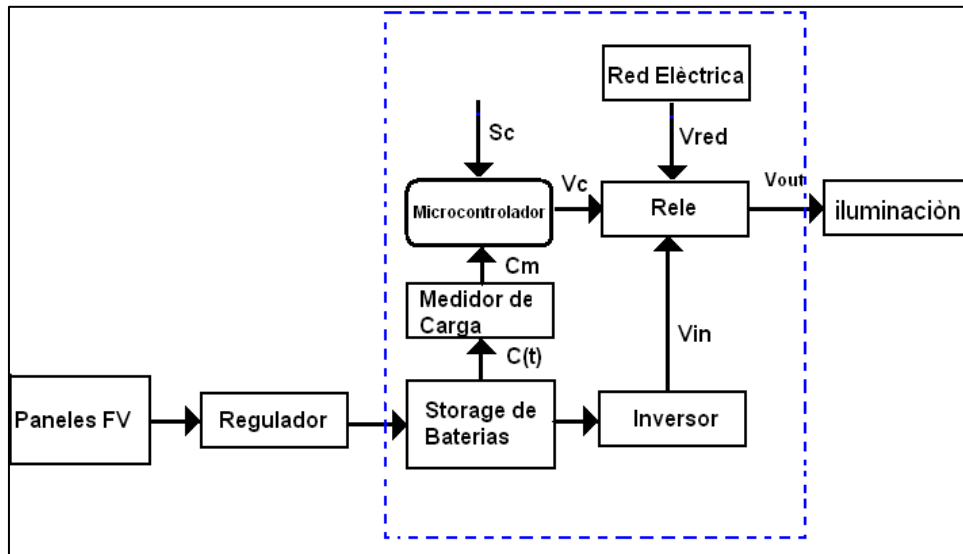 Red Elèctrica
Sc
Vred
Microcontrolador
Vc
Rele
Vout
iluminaciòn
Cm
Medidor de
Carga
C(t)
Vin
Paneles FV
Regulador
Storage de
Baterias
Inversor